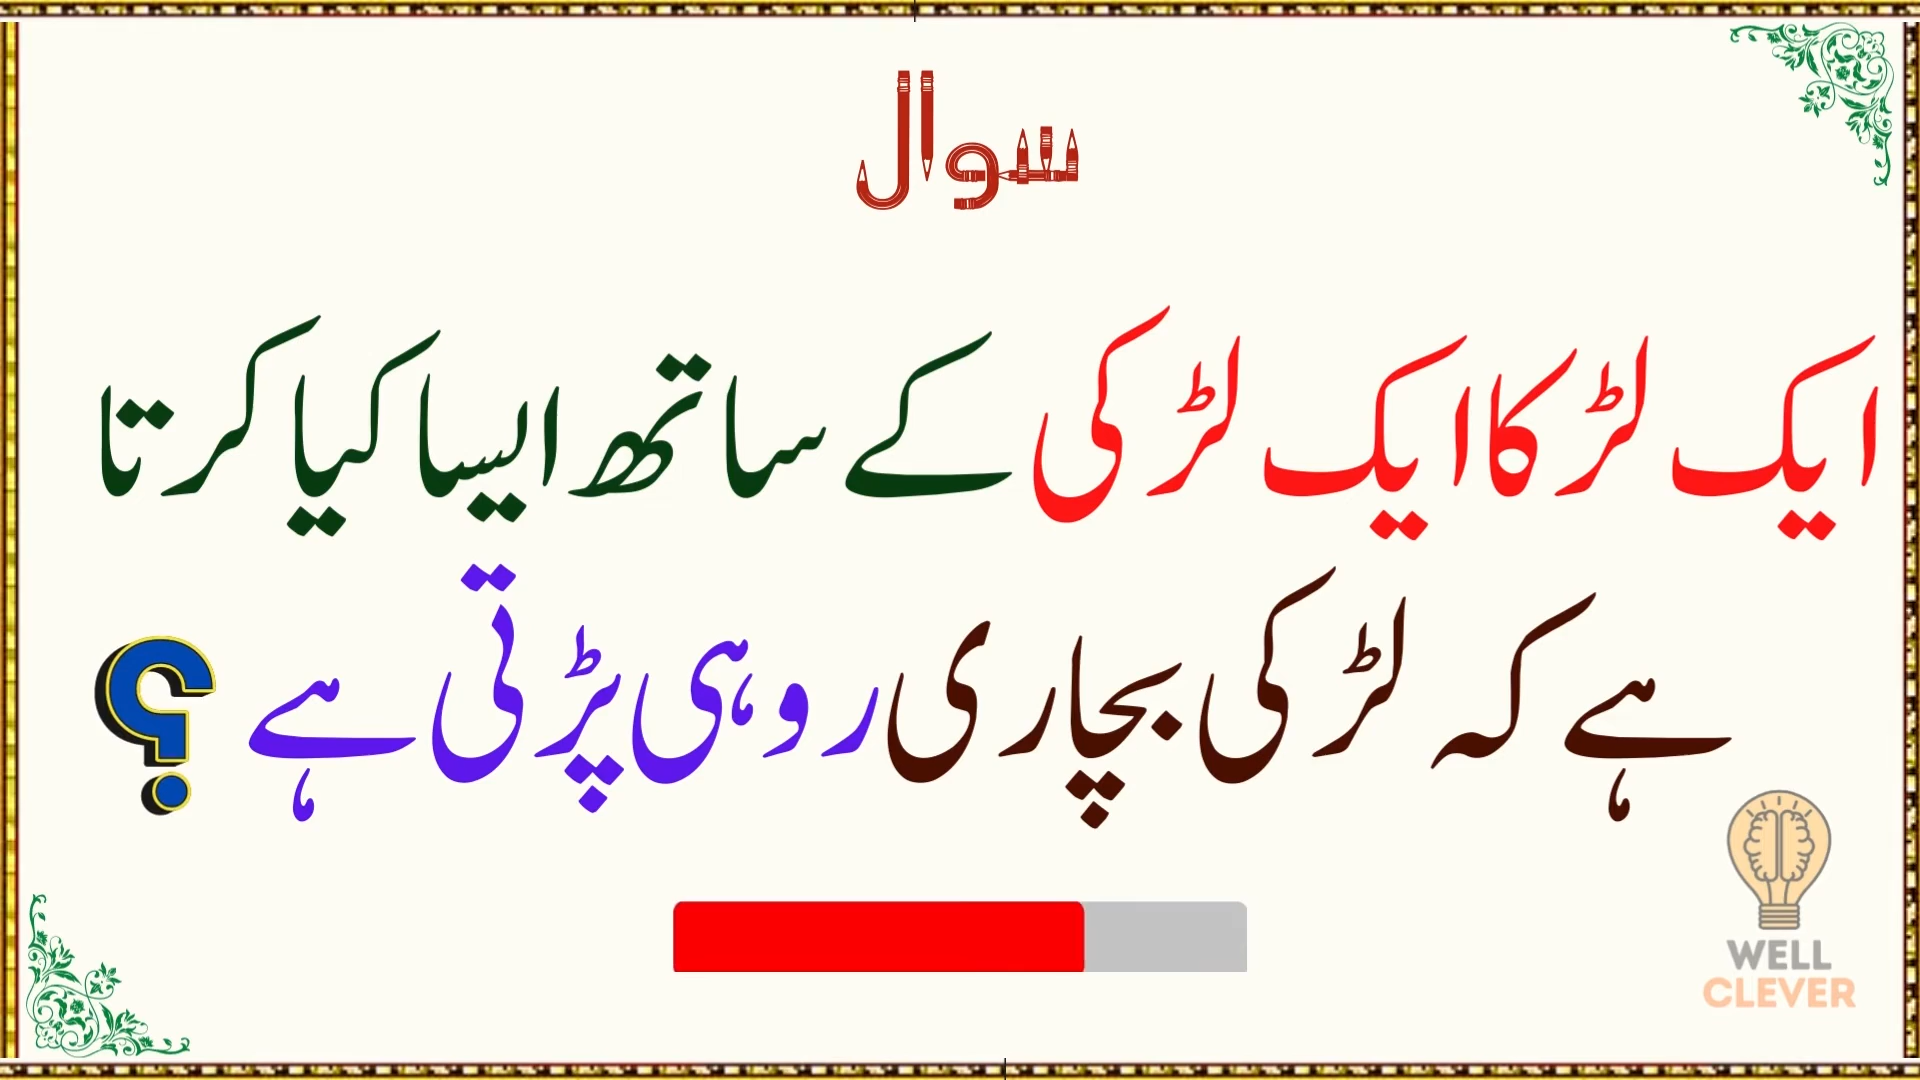 سوال
ایک لڑکا ایک لڑکی کے ساتھ ایسا کیا کرتا
ہے کہ لڑکی بچاری رو ہی پڑتی ہے ؟
WELL
CLEVER